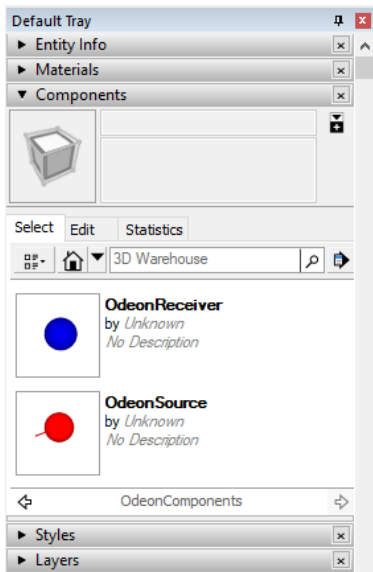 Default Tray
Entity Info
Materials
Components
Select Edit Statistics
3D Warehouse
OdeonReceiver
by Unknown
No Description
OdeonSource
by Unknown
No Description
OdeonComponents
Styles
Layers